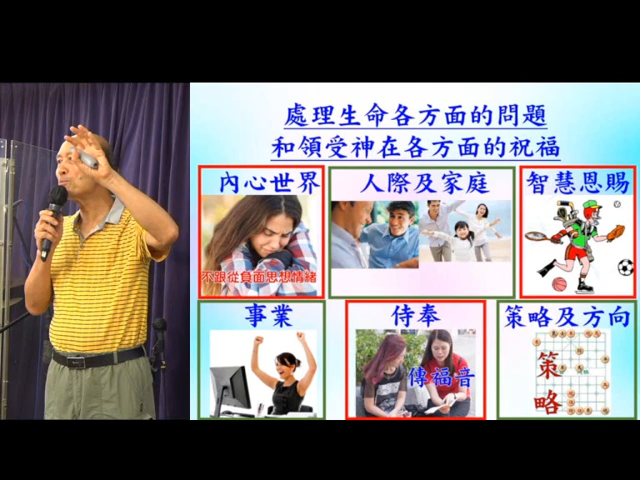 處理生命各方面的問題
和領受神在各方面的祝福
內心世界
人際及家庭
智慧恩賜
不跟從負面思想情緒
事業
侍奉
策略及方向
傳福音
策略